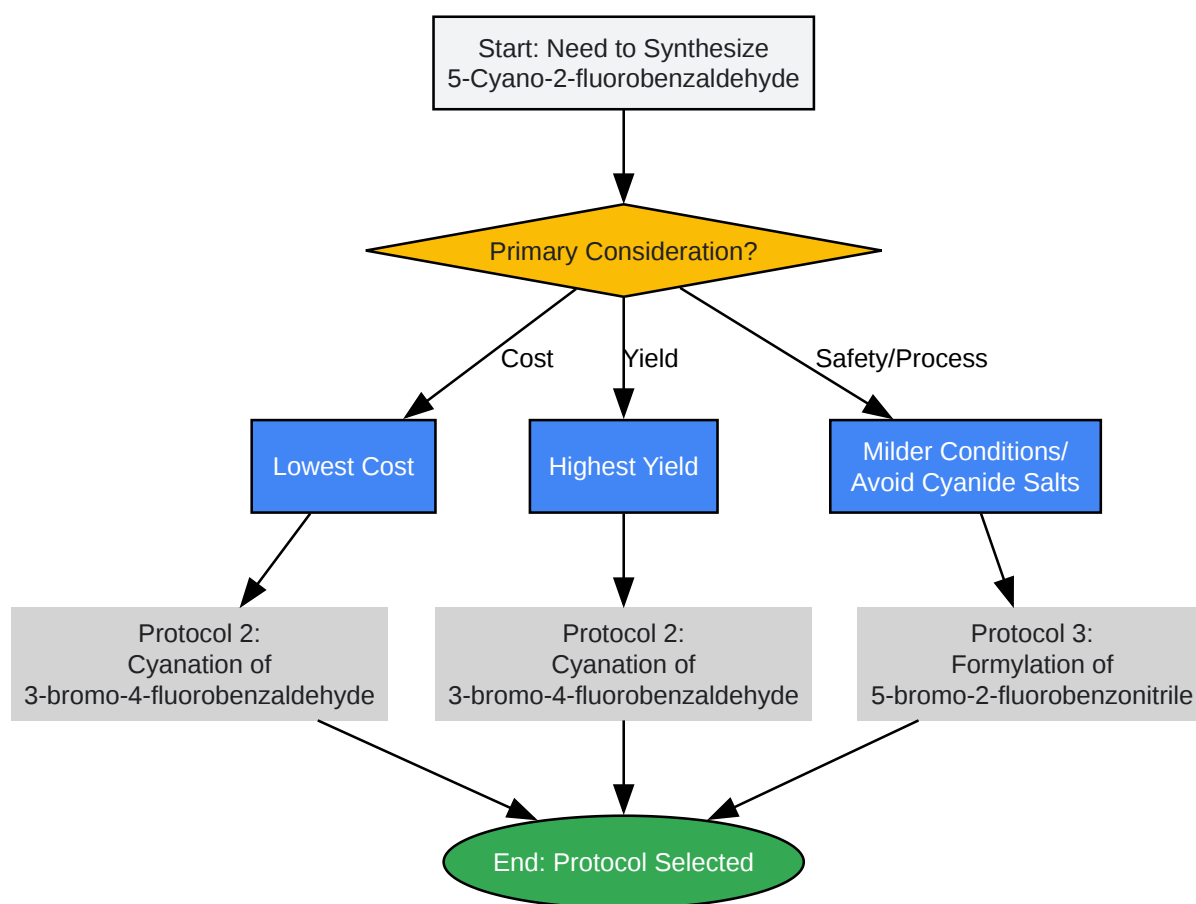 Start: Need to Synthesize
5-Cyano-2-fluorobenzaldehyde
Primary Consideration?
Cost
Yield
Safety/Process
Lowest Cost
Highest Yield
Milder Conditions/
Avoid Cyanide Salts
Protocol 2:
Cyanation of
3-bromo-4-fluorobenzaldehyde
Protocol 2:
Cyanation of
3-bromo-4-fluorobenzaldehyde
Protocol 3:
Formylation of
5-bromo-2-fluorobenzonitrile
End: Protocol Selected